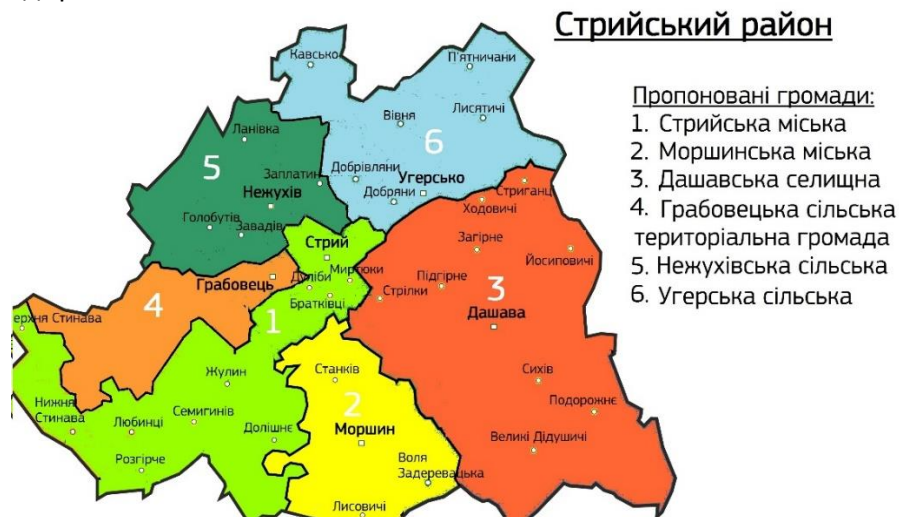 Стрийський район
Пропоновані громади:
1. Стрийська міська
2. Моршинська міська
3. Дашавська селищна
4. Грабовецька сільська
територіальна громада
5. Нежухівська сільська
6. Угерська сільська
Кавсько
П'ятничани
Вівня
Лисятичі
Ланівка
6
5
Добрівляни
Угерсько
Заплатин
Нежухів
Добряни
Стриганц
Ходовичі
Голобутів
Завадів
Стрий
Загірне
Йосиповичі
Грабовець
Дуліби
Миртюки
Підгірне
Стрілки
3
4
Братківці
Дашава
ерхня Стинава
1
Жулин
Станків
Сихів
2
Подорожнє
Нижня
Стинава
Любинці
Семигинів
Долішнє
Моршин
Великі Дідушичі
Розгірче
Воля
Задеревацька
Лисовичі